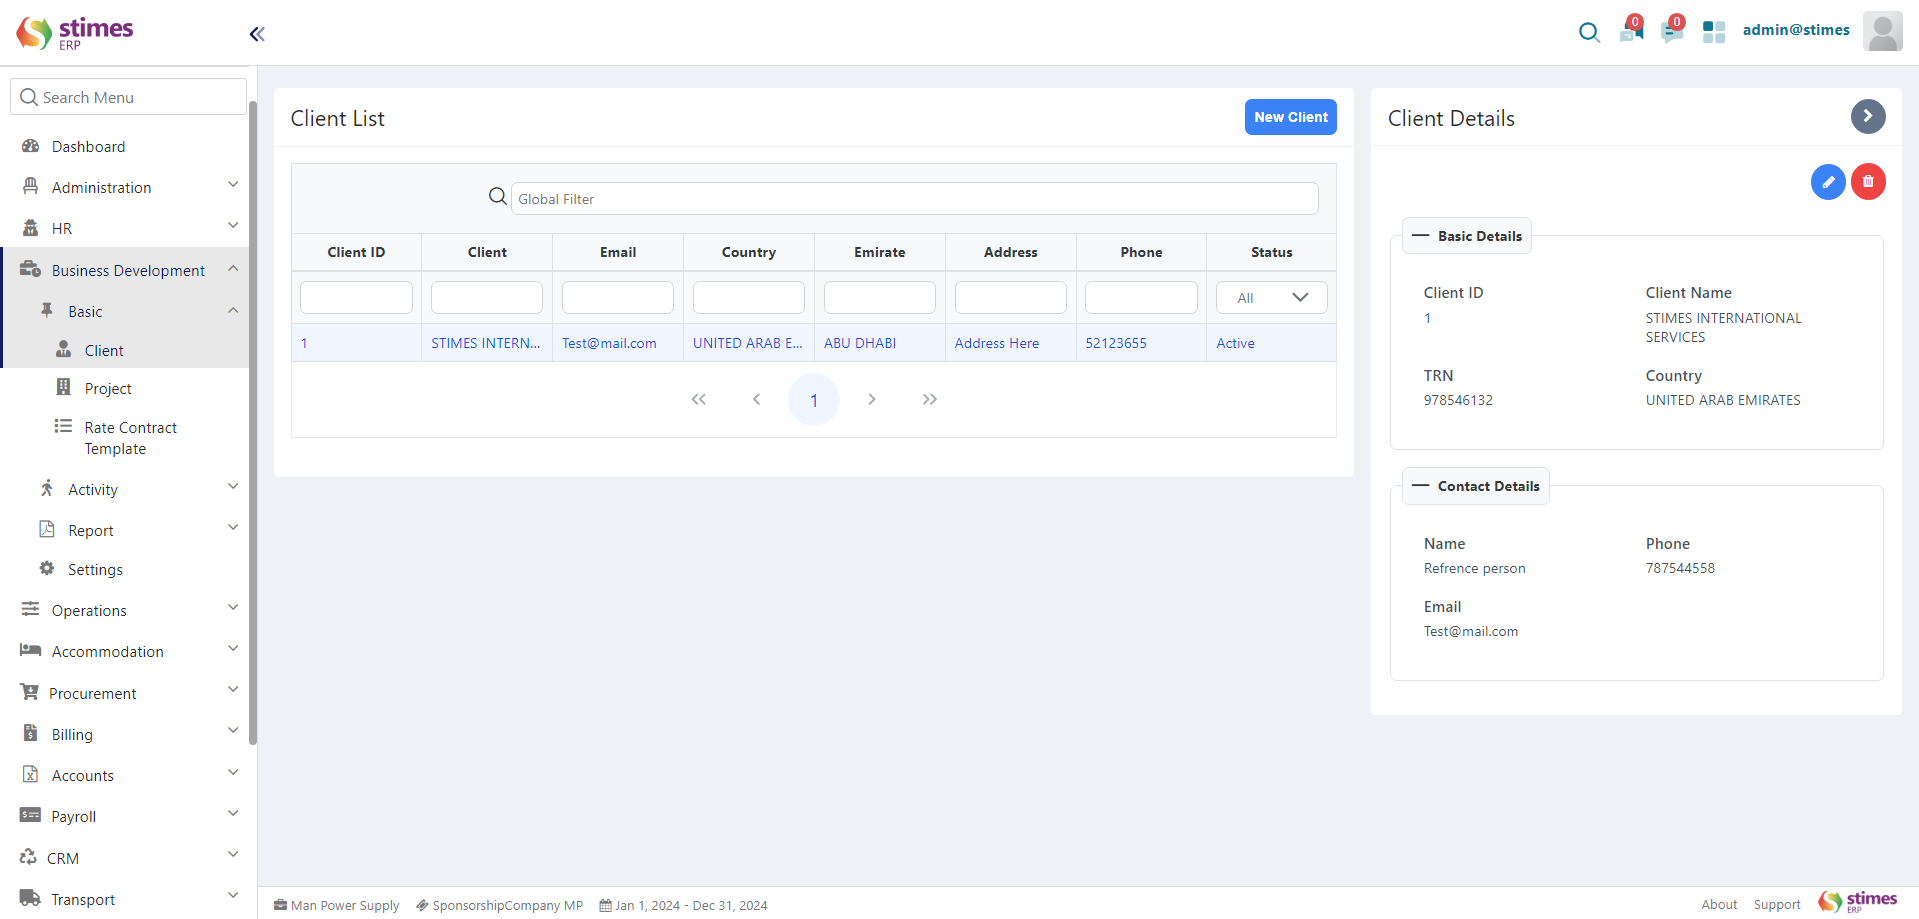 stimes
ERP
0
0
admin@stimes
Search Menu
Dashboard
Administration
HR
Business Development
Basic
Client
Project
Rate Contract
Template
Activity
Report
Settings
Operations
Accommodation
Procurement
Billing
Accounts
Payroll
CRM
Transport
Client List
New Client
Global Filter
Client ID Client Email Country Emirate Address Phone Status
All
1 STIMES INTERN... Test@mail.com UNITED ARAB E... ABU DHABI Address Here 52123655 Active
1
Client Details
Basic Details
Client ID Client Name
1 STIMES INTERNATIONAL
SERVICES
TRN Country
978546132 UNITED ARAB EMIRATES
Contact Details
Name Phone
Refrence person 787544558
Email
Test@mail.com
Man Power Supply SponsorshipCompany MP Jan 1, 2024 - Dec 31, 2024
About Support
stimes
ERP